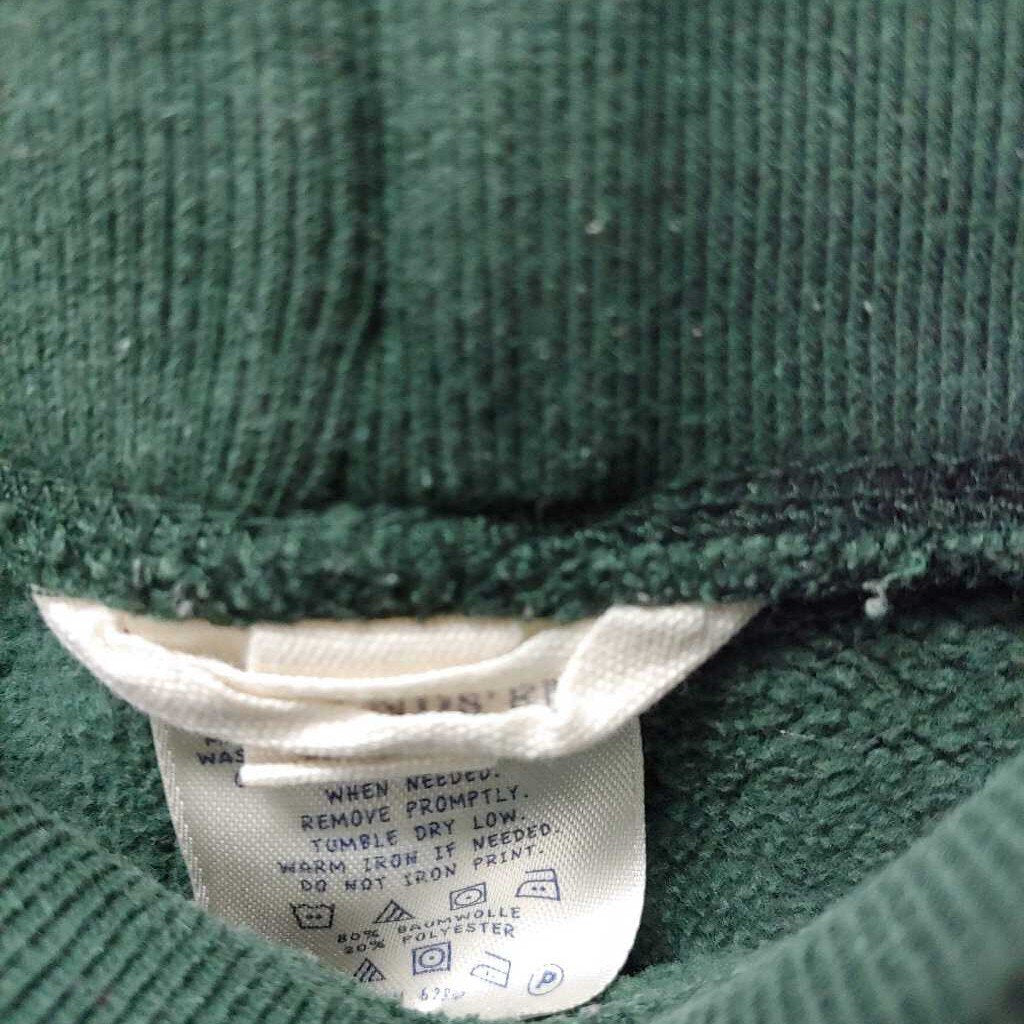 WHEN NEEDED.
REMOVE PROMPTLY.
TUMBLE DRY LOW.
WARM IRON IF NEEDED.
DO NOT IRON PRINT.
80% BAUMWOLLE
20% POLYESTER
P